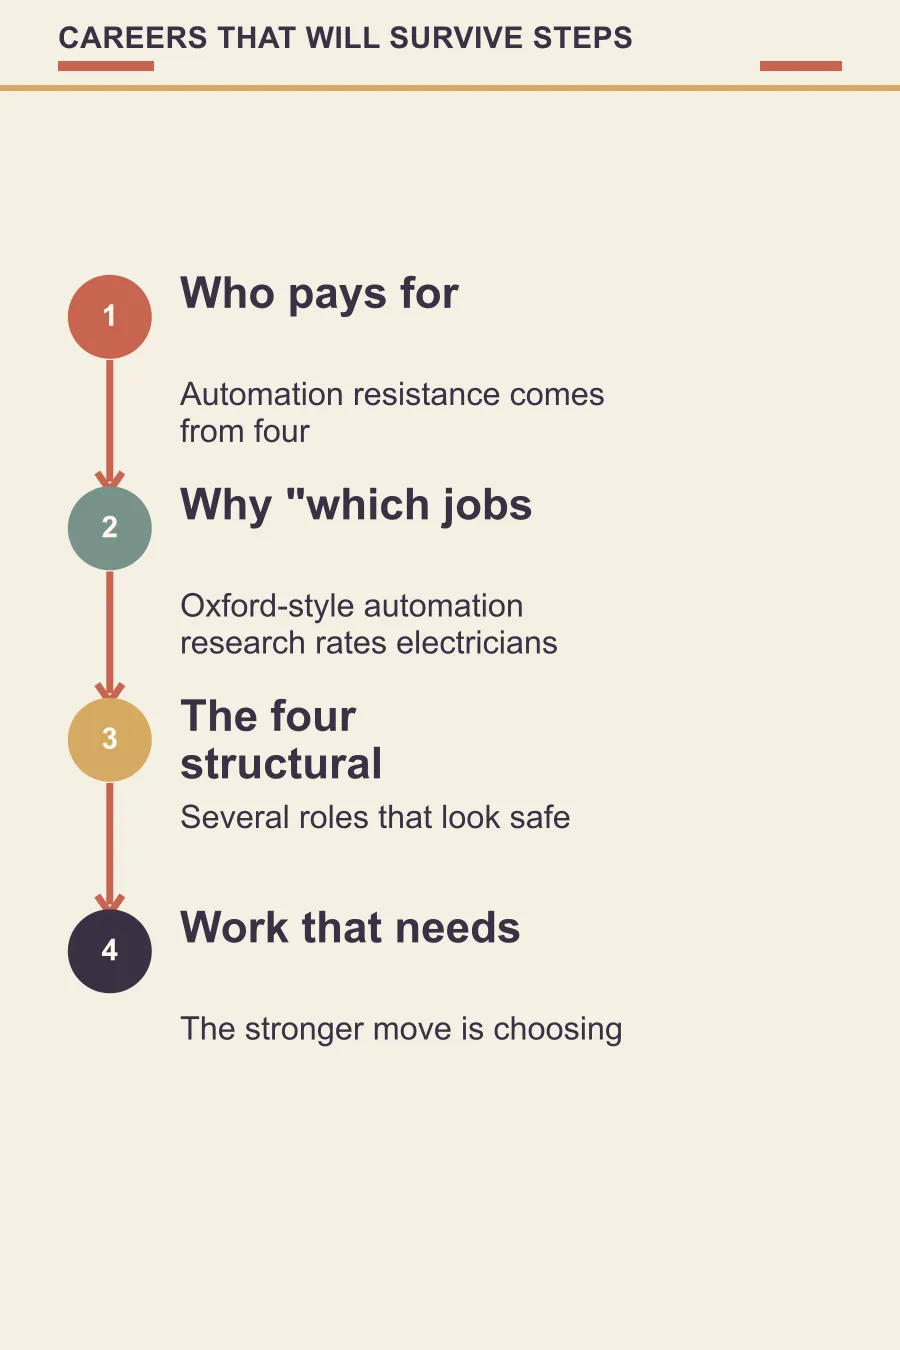 CAREERS THAT WILL SURVIVE STEPS
1
Who pays for
Automation resistance comes
from four
2
Why "which jobs
Oxford-style automation
research rates electricians
3
The four
structural
Several roles that look safe
4
Work that needs
The stronger move is choosing